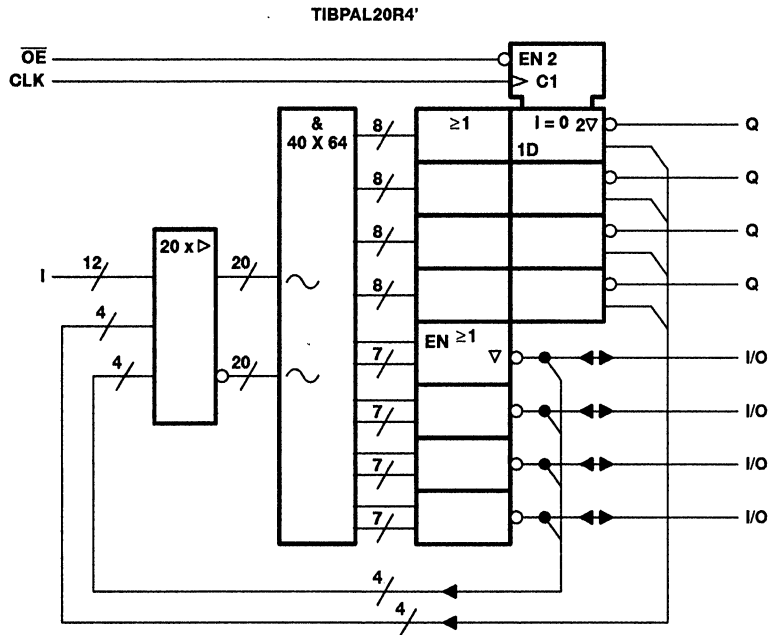 TIBPAL20R4'
OE
CLK
EN 2
C1
&
40 X 64
8
≥1
I = 0 2▽
1D
Q
8
Q
8
Q
8
Q
20 x ▷
I
12
20
4
4
20
EN ≥1
▽
7
I/O
7
I/O
7
I/O
7
I/O
4
4